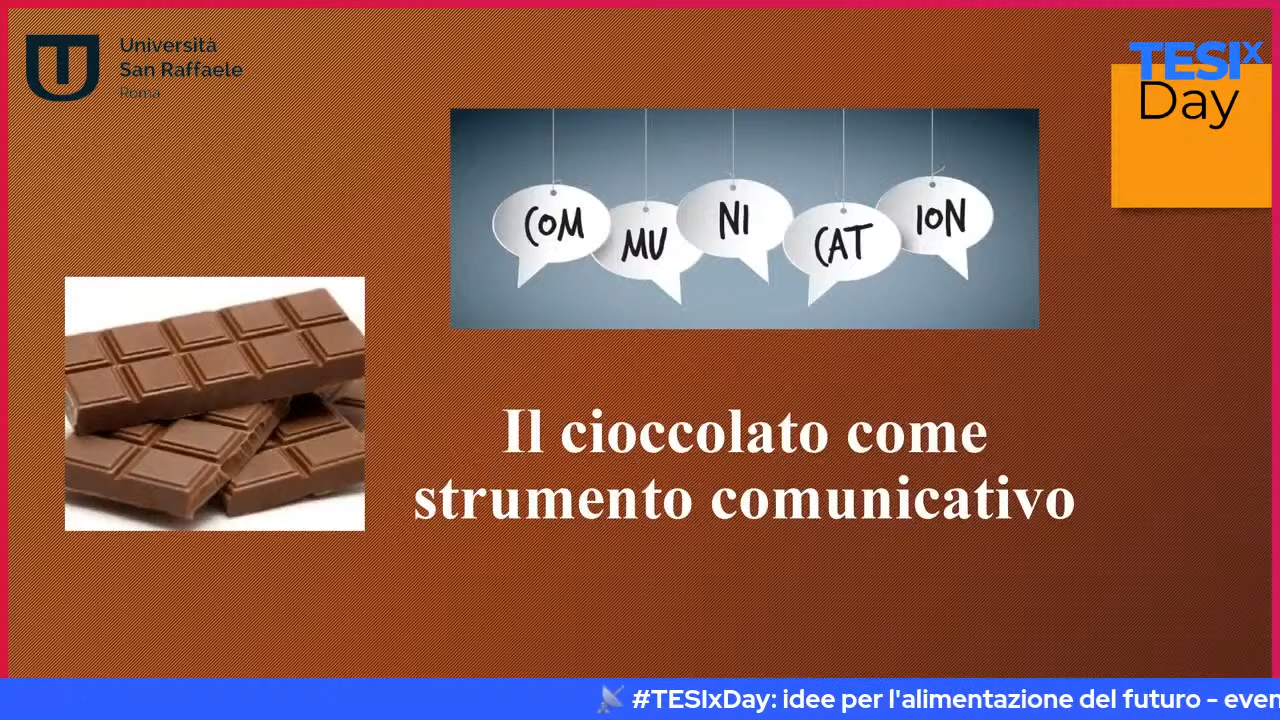 Università
San Raffaele
Roma
TESIx
Day
COM MU NI CAT ION
Il cioccolato come
strumento comunicativo
#TESIxDay: idee per l'alimentazione del futuro - even